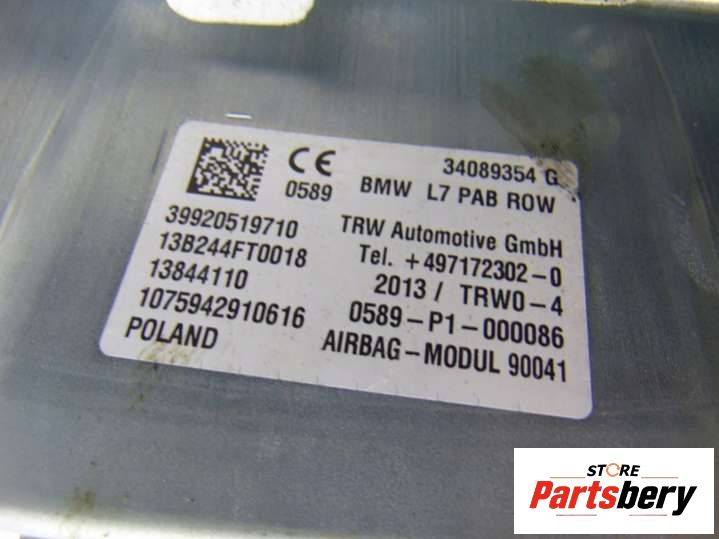 34089354 G
0589 BMW L7 PAB ROW
39920519710 TRW Automotive GmbH
13B244FT0018 Tel. +497172302-0
13844110 2013 / TRW0-4
1075942910616 0589-P1-000086
POLAND AIRBAG-MODUL 90041
STORE
Partsbery